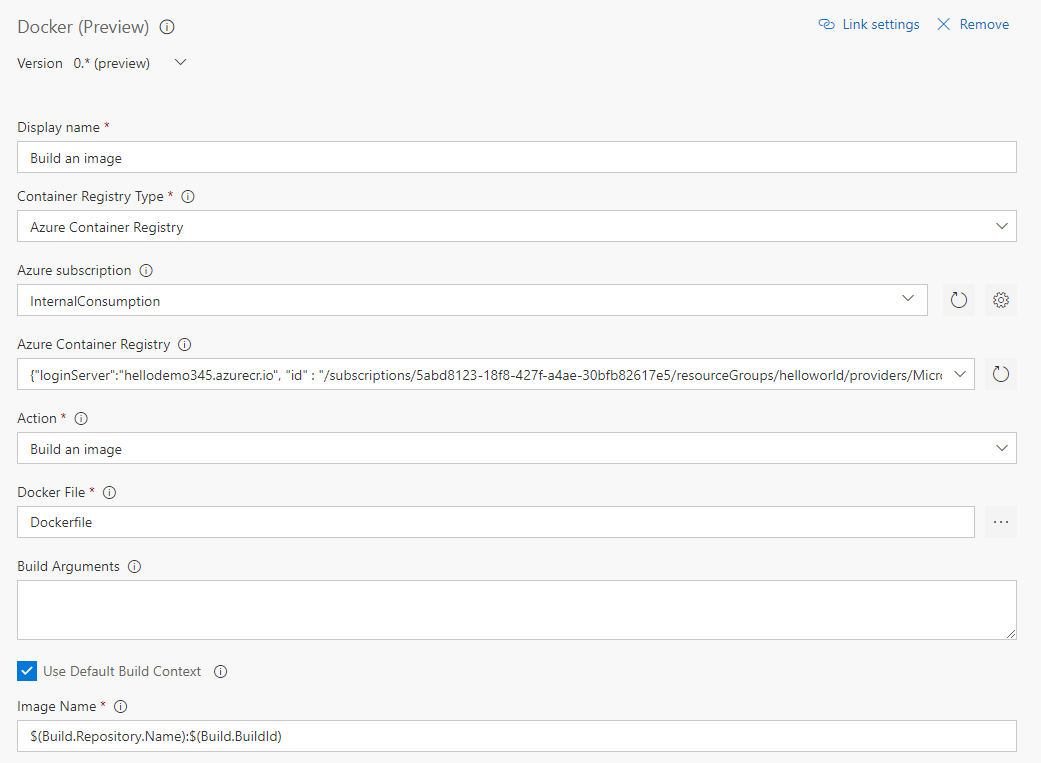 Docker (Preview)
Link settings
Remove
Version 0.* (preview)
Display name *
Build an image
Container Registry Type *
Azure Container Registry
Azure subscription
InternalConsumption
Azure Container Registry
{"loginServer":"hellodemo345.azurecr.io", "id" : "/subscriptions/5abd8123-18f8-427f-a4ae-30bfb82617e5/resourceGroups/helloworld/providers/Micro
Action *
Build an image
Docker File *
Dockerfile
...
Build Arguments
Use Default Build Context
Image Name *
$(Build.Repository.Name):$(Build.BuildId)